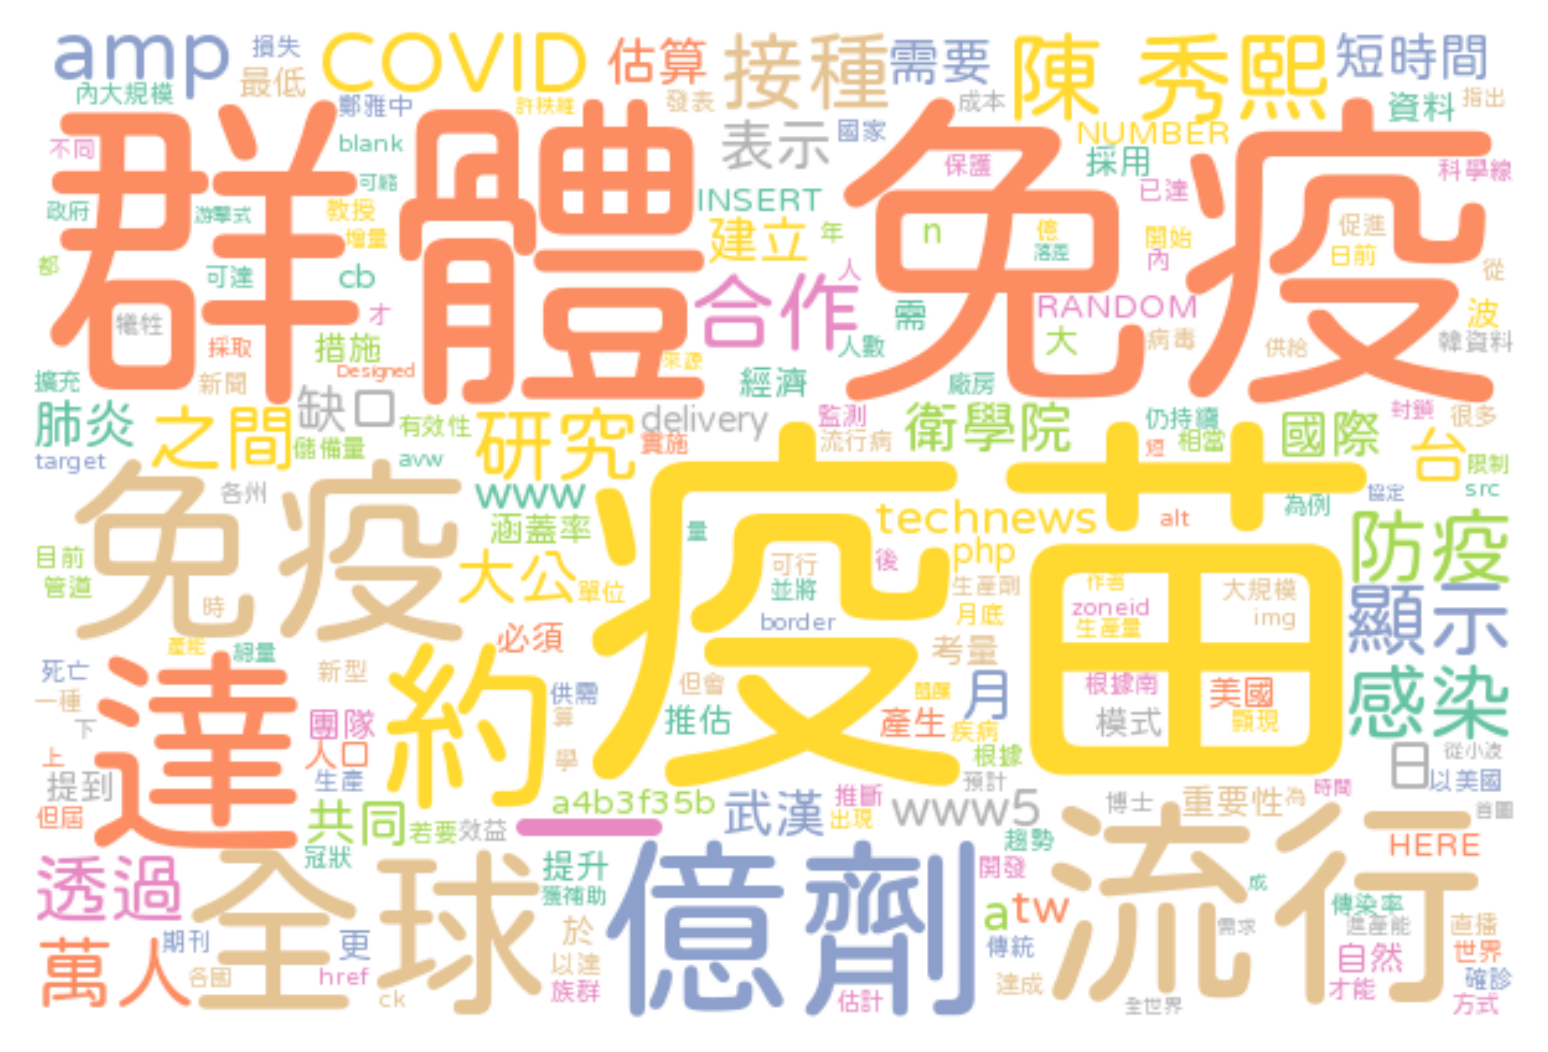 amp
損失
COVID
估算
接種
需要
陳 秀熙
短時間
最低
內大規模
鄭雅中
許秩維
發表
成本
資料
指出
群體免疫
不同
blank
表示
國家
NUMBER
保護
採用
科學線
可縮
政府
游擊式
教授
INSERT
已達
增量
建立
年
n
億
落差
開始
促進
日前
都
可達
cb
人
內
從
犧牲
才
合作
需
RANDOM
波
採取
措施
來源
人數
大
病毒
供給
韓資料
擴充
新聞
Designed
經濟
廠房
肺炎
之間
缺口
有效性
研究
delivery
監測
衛學院
仍持續
國際
封鎖
很多
target
儲備量
avw
實施
流行病
短
相當
台
限制
免疫
各州
www
疫苗
technews
alt
為例
協定
src
涵蓋率
量
防疫
目前
大公
可行
後
php
管道
時
單位
並將
生產劑
作者
大規模
border
月底
zoneid
img
生產量
顯示
產能
總量
必須
考量
死亡
達
新型
約
供需
但會
月
根據南
美國
感染
一種
下
團隊
算
推估
產生
疾病
模式
顯現
上
人口
學
根據
日
從小波
提到
生產
預計
以美國
時間
但屆
共同
若要
效益
a4b3f35b
武漢
推斷
出現
www5
博士
重要性
為
首圖
冠狀
趨勢
流行
HERE
透過
全球
提升
獲補助
億劑
開發
成
傳染率
a
tw
需求
進產能
直播
萬人
期刊
更
於
傳統
自然
世界
各國
href
以達
達成
確診
ck
族群
估計
全世界
才能
方式